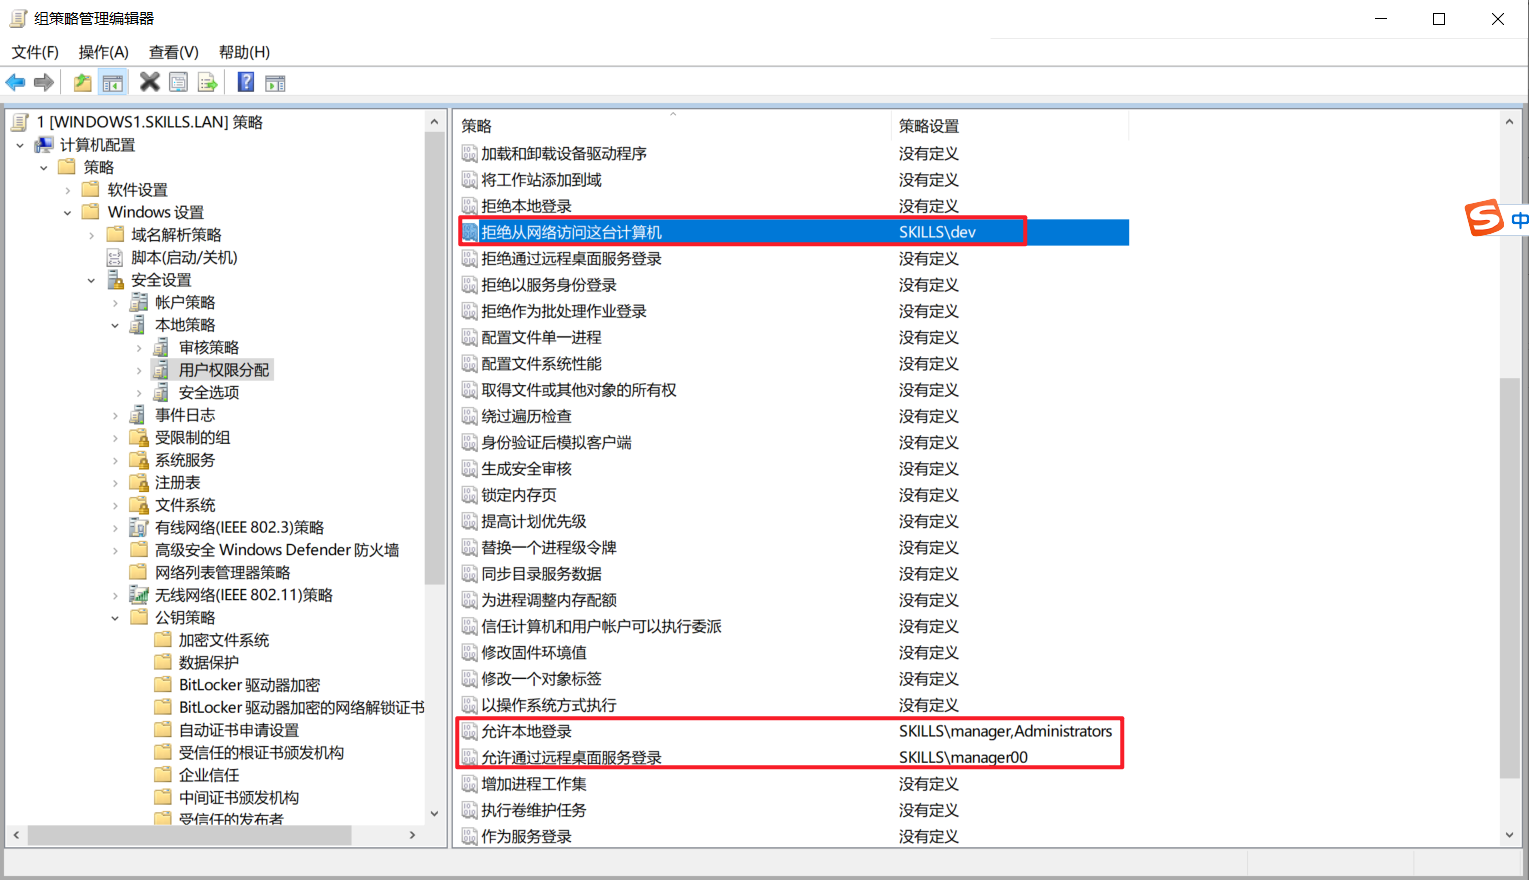 组策略管理编辑器
文件(F) 操作(A) 查看(V) 帮助(H)
1 [WINDOWS1.SKILLS.LAN] 策略
计算机配置
策略
软件设置
Windows 设置
域名解析策略
脚本(启动/关机)
安全设置
帐户策略
本地策略
审核策略
用户权限分配
安全选项
事件日志
受限制的组
系统服务
注册表
文件系统
有线网络(IEEE 802.3)策略
高级安全 Windows Defender 防火墙
网络列表管理器策略
无线网络(IEEE 802.11)策略
公钥策略
加密文件系统
数据保护
BitLocker 驱动器加密
BitLocker 驱动器加密的网络解锁证书
自动证书申请设置
受信任的根证书颁发机构
企业信任
中间证书颁发机构
受信任的发布者
策略 策略设置
加载和卸载设备驱动程序 没有定义
将工作站添加到域 没有定义
拒绝本地登录 没有定义
拒绝从网络访问这台计算机 SKILLS\dev
拒绝通过远程桌面服务登录 没有定义
拒绝以服务身份登录 没有定义
拒绝作为批处理作业登录 没有定义
配置文件单一进程 没有定义
配置文件系统性能 没有定义
取得文件或其他对象的所有权 没有定义
绕过遍历检查 没有定义
身份验证后模拟客户端 没有定义
生成安全审核 没有定义
锁定内存页 没有定义
提高计划优先级 没有定义
替换一个进程级令牌 没有定义
同步目录服务数据 没有定义
为进程调整内存配额 没有定义
信任计算机和用户帐户可以执行委派 没有定义
修改固件环境值 没有定义
修改一个对象标签 没有定义
以操作系统方式执行 没有定义
允许本地登录 SKILLS\manager,Administrators
允许通过远程桌面服务登录 SKILLS\manager00
增加进程工作集 没有定义
执行卷维护任务 没有定义
作为服务登录 没有定义
中